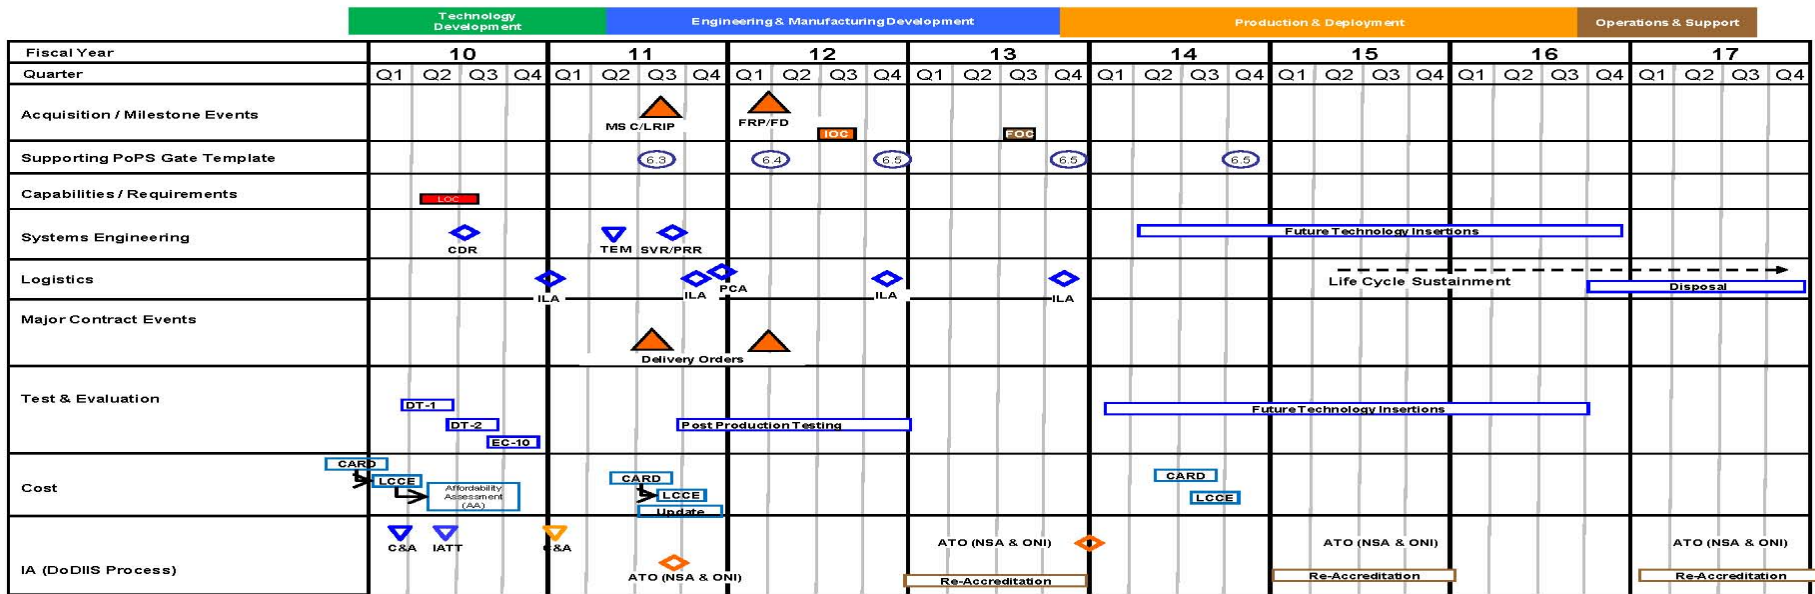 Technology
Development
Engineering & Manufacturing Development
Production & Deployment
Operations & Support
Fiscal Year 10 11 12 13 14 15 16 17
Quarter Q1 Q2 Q3 Q4 Q1 Q2 Q3 Q4 Q1 Q2 Q3 Q4 Q1 Q2 Q3 Q4 Q1 Q2 Q3 Q4 Q1 Q2 Q3 Q4 Q1 Q2 Q3 Q4 Q1 Q2 Q3 Q4
Acquisition / Milestone Events
MS C/LRIP
FRP/FD
IOC
FOC
Supporting PoPS Gate Template
6.3 6.4 6.5 6.5 6.5
Capabilities / Requirements
LOC
Systems Engineering
CDR
TEM SVR/PRR
Future Technology Insertions
Logistics
ILA
ILA
PCA
ILA
ILA
Life Cycle Sustainment
Disposal
Major Contract Events
Delivery Orders
Test & Evaluation
DT-1
DT-2
EC-10
Post Production Testing
Future Technology Insertions
Cost
CARD
LCCE
Affordability
Assessment
(AA)
CARD
LCCE
Update
CARD
LCCE
IA (DoDIIS Process)
C&A IATT
C&A
ATO (NSA & ONI)
ATO (NSA & ONI)
Re-Accreditation
ATO (NSA & ONI)
Re-Accreditation
ATO (NSA & ONI)
Re-Accreditation